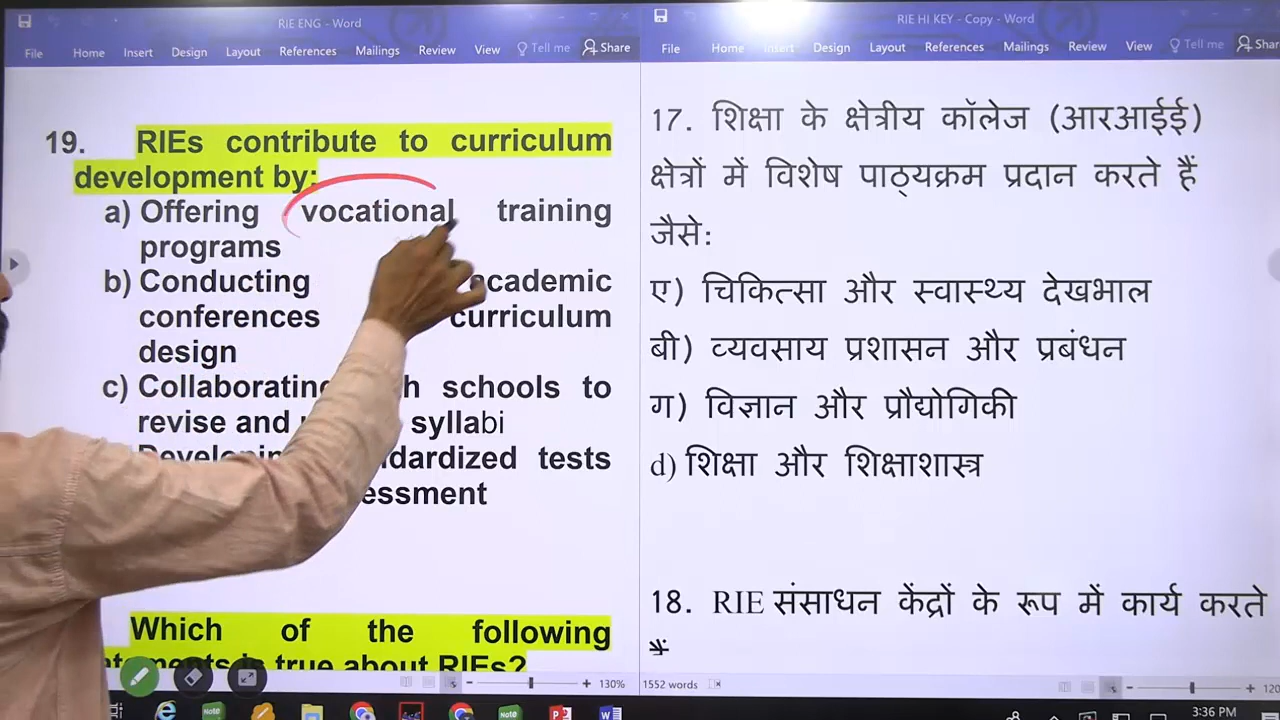 RIE ENG - Word
File Home Insert Design Layout References Mailings Review View Tell me Share
19. RIEs contribute to curriculum
development by:
a) Offering vocational training
programs
b) Conducting academic
conferences curriculum
design
c) Collaborating schools to
revise and syllabi
tests
Which of the following
is true about RIEs?
130%
RIE HI KEY - Copy - Word
File Home Insert Design Layout References Mailings Review View Tell me Shar
17. शिक्षा के क्षेत्रीय कॉलेज (आरआईई)
क्षेत्रों में विशेष पाठ्यक्रम प्रदान करते हैं
जैसे:
ए) चिकित्सा और स्वास्थ्य देखभाल
बी) व्यवसाय प्रशासन और प्रबंधन
ग) विज्ञान और प्रौद्योगिकी
d) शिक्षा और शिक्षाशास्त्र
18. RIE संसाधन केंद्रों के रूप में कार्य करते
1552 words
120
3:36 PM